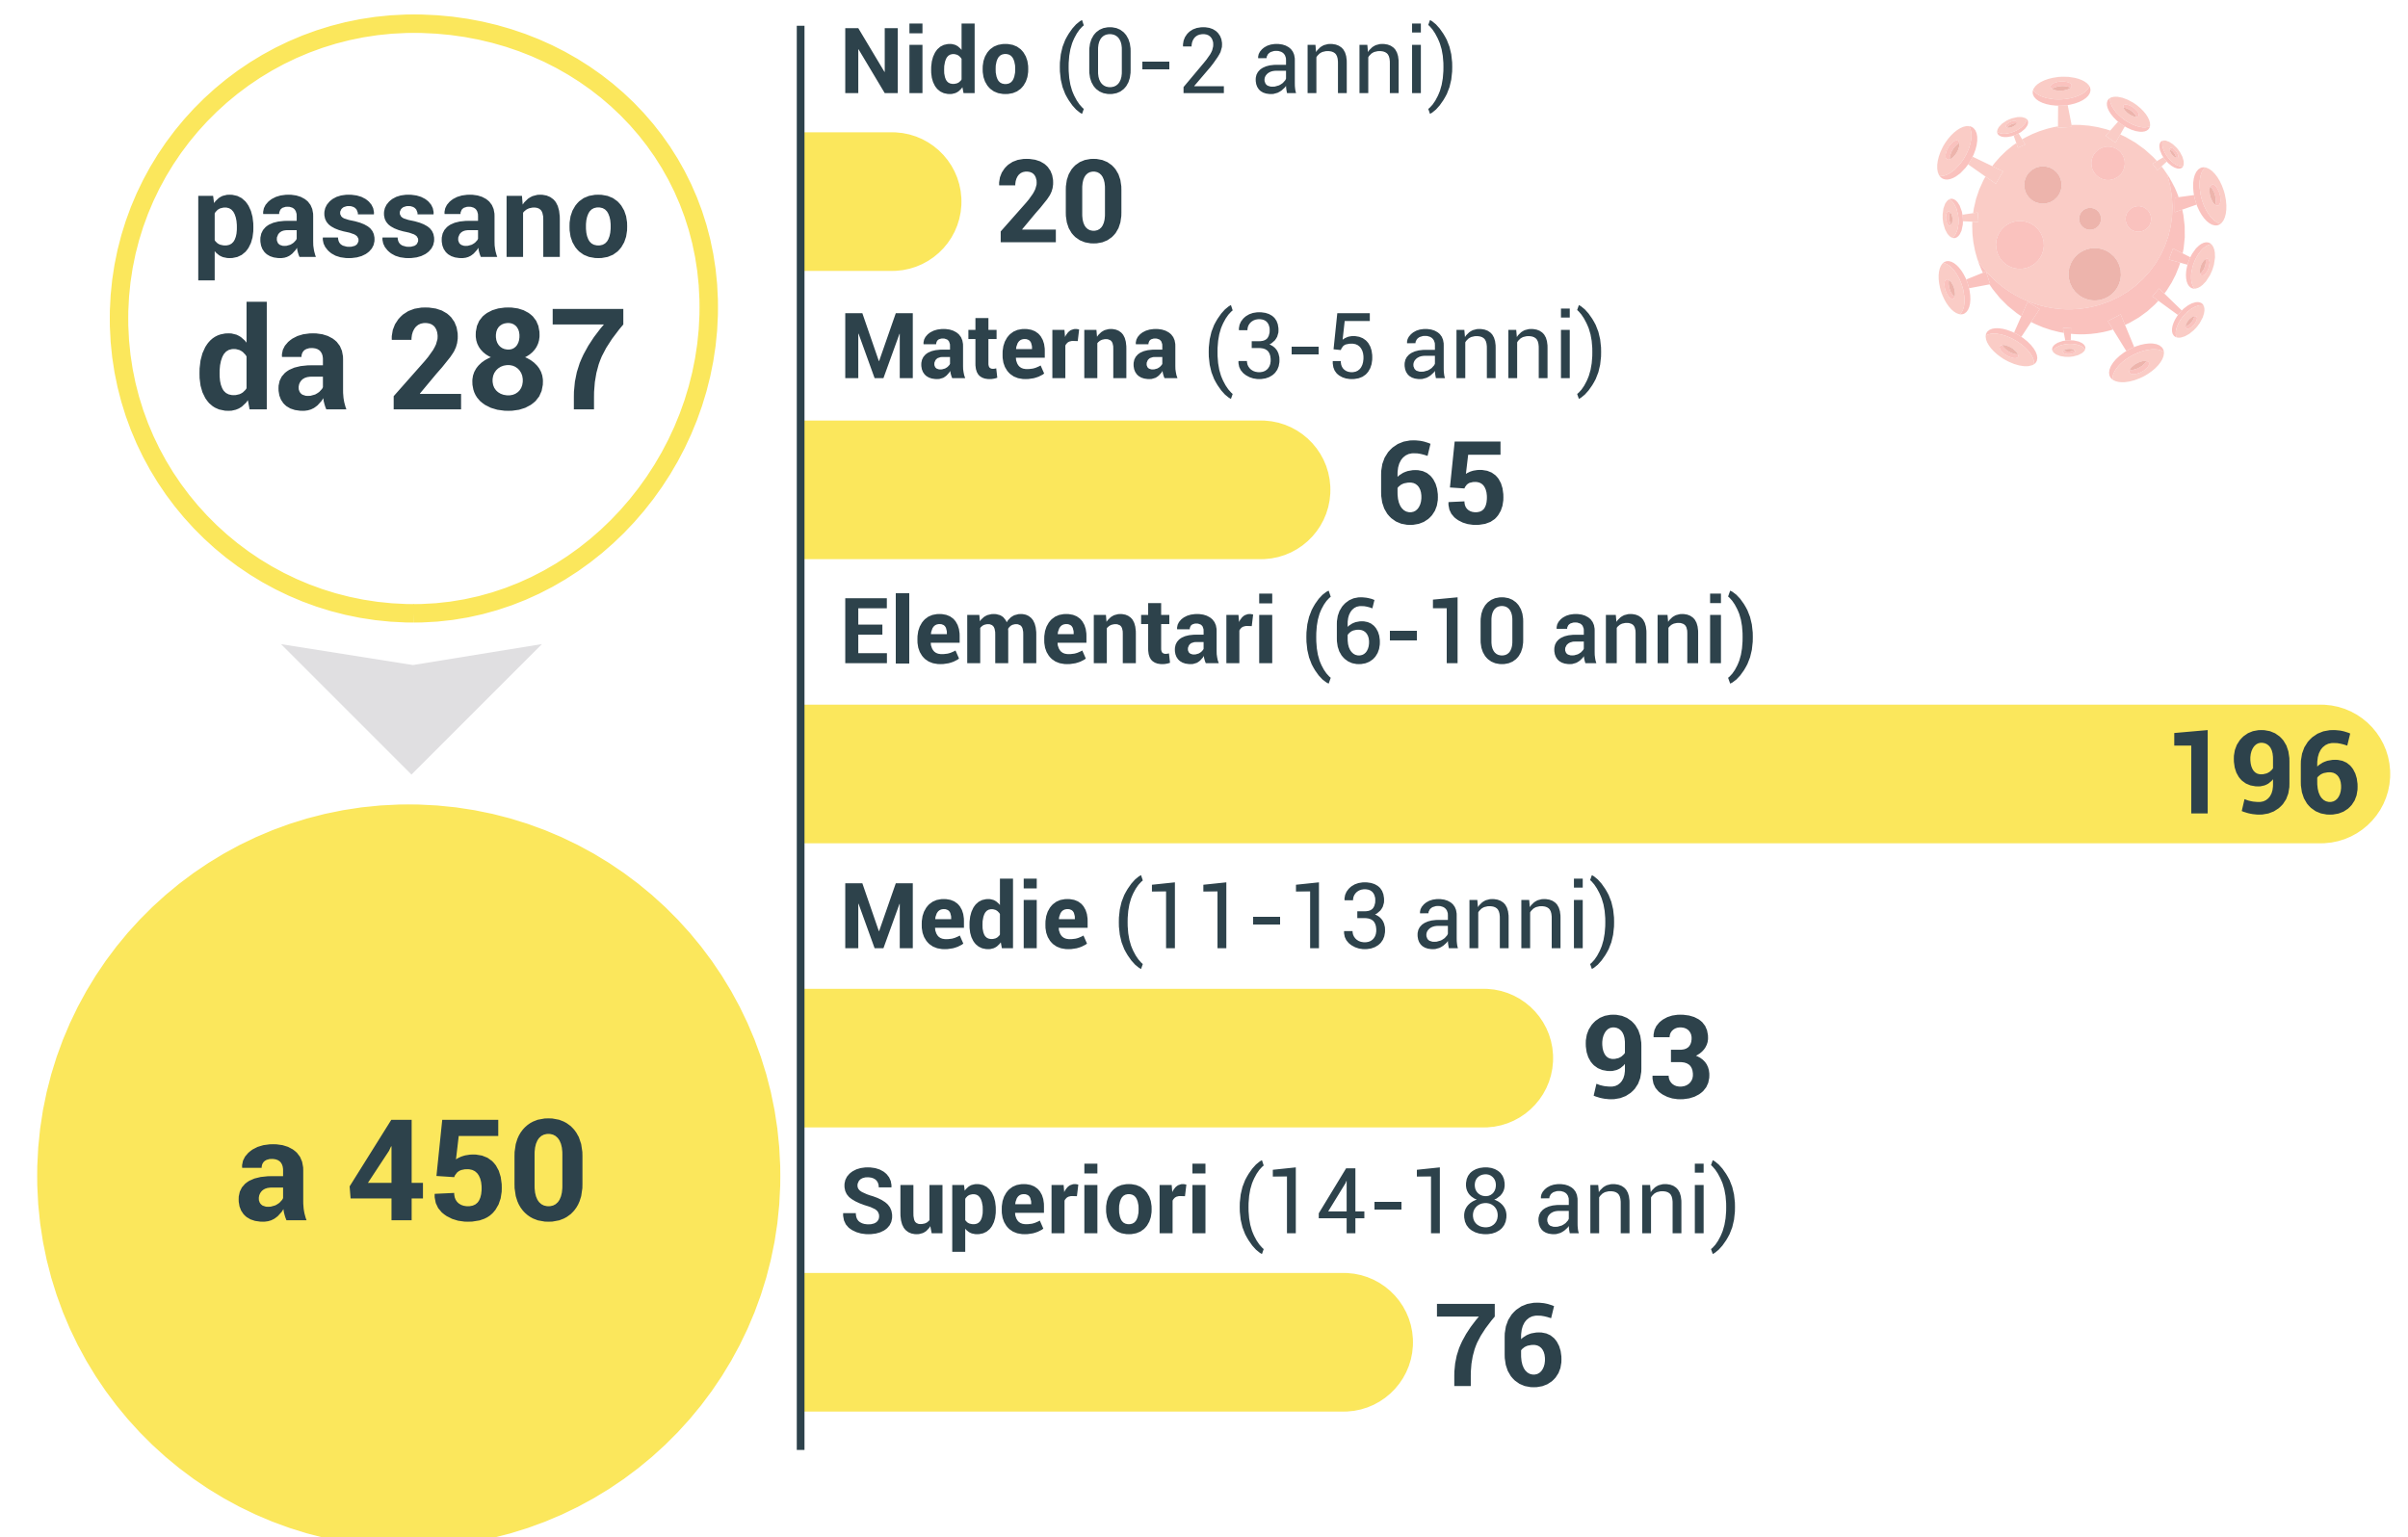 passano
da 287
a 450
Nido (0-2 anni)
20
Materna (3-5 anni)
65
Elementari (6-10 anni)
196
Medie (11-13 anni)
93
Superiori (14-18 anni)
76